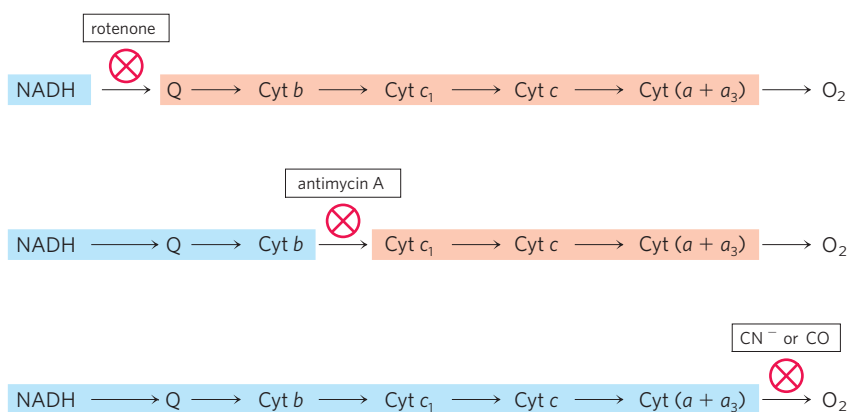 rotenone
NADH → Q → Cyt b → Cyt c₁ → Cyt c → Cyt (a + a₃) → O₂
antimycin A
NADH → Q → Cyt b → Cyt c₁ → Cyt c → Cyt (a + a₃) → O₂
CN⁻ or CO
NADH → Q → Cyt b → Cyt c₁ → Cyt c → Cyt (a + a₃) → O₂